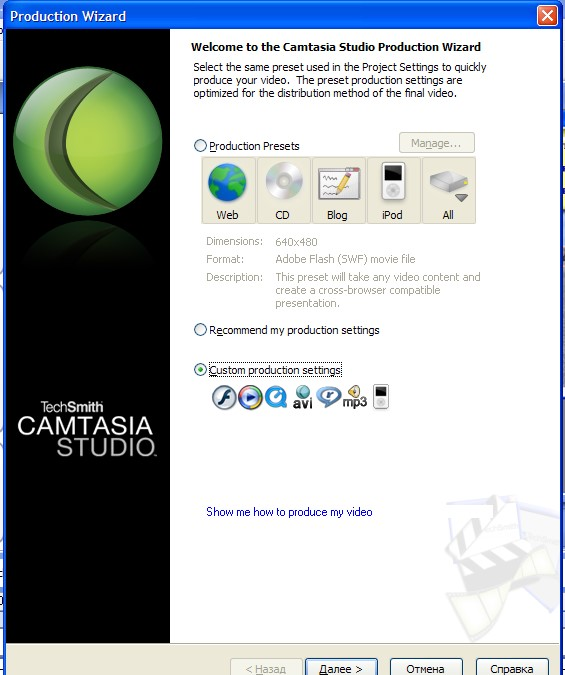 Production Wizard
Welcome to the Camtasia Studio Production Wizard
Select the same preset used in the Project Settings to quickly
produce your video. The preset production settings are
optimized for the distribution method of the final video.
Production Presets
Manage...
Web
CD
Blog
iPod
All
Dimensions: 640x480
Format: Adobe Flash (SWF) movie file
Description: This preset will take any video content and
create a cross-browser compatible
presentation.
Recommend my production settings
Custom production settings
avi
mp3
TechSmith
CAMTASIA
STUDIO
Show me how to produce my video
< Назад
Далее >
Отмена
Справка